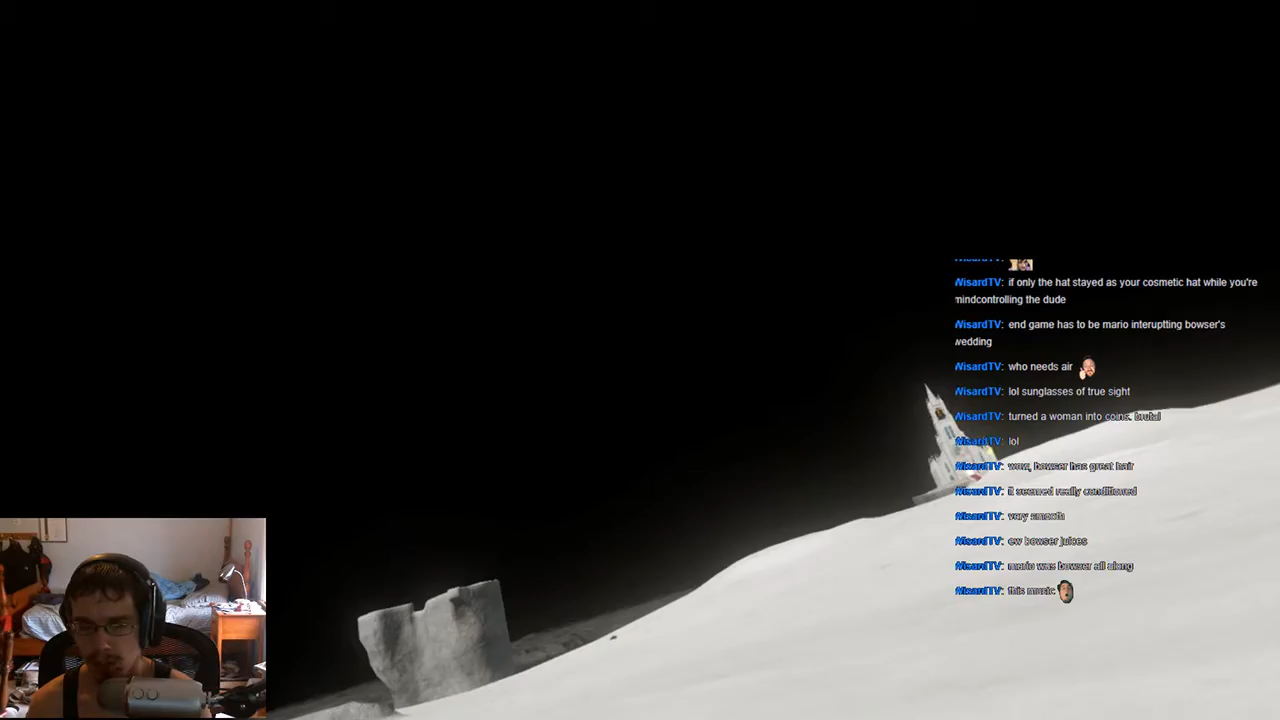 WisardTV:
WisardTV: if only the hat stayed as your cosmetic hat while you're
mindcontrolling the dude
WisardTV: end game has to be mario interuptting bowser's
wedding
WisardTV: who needs air
WisardTV: lol sunglasses of true sight
WisardTV: turned a woman into coins. brutal
WisardTV: lol
WisardTV: wow, bowser has great hair
WisardTV: it seemed really conditioned
WisardTV: very smooth
WisardTV: ew bowser juices
WisardTV: mario was bowser all along
WisardTV: this music